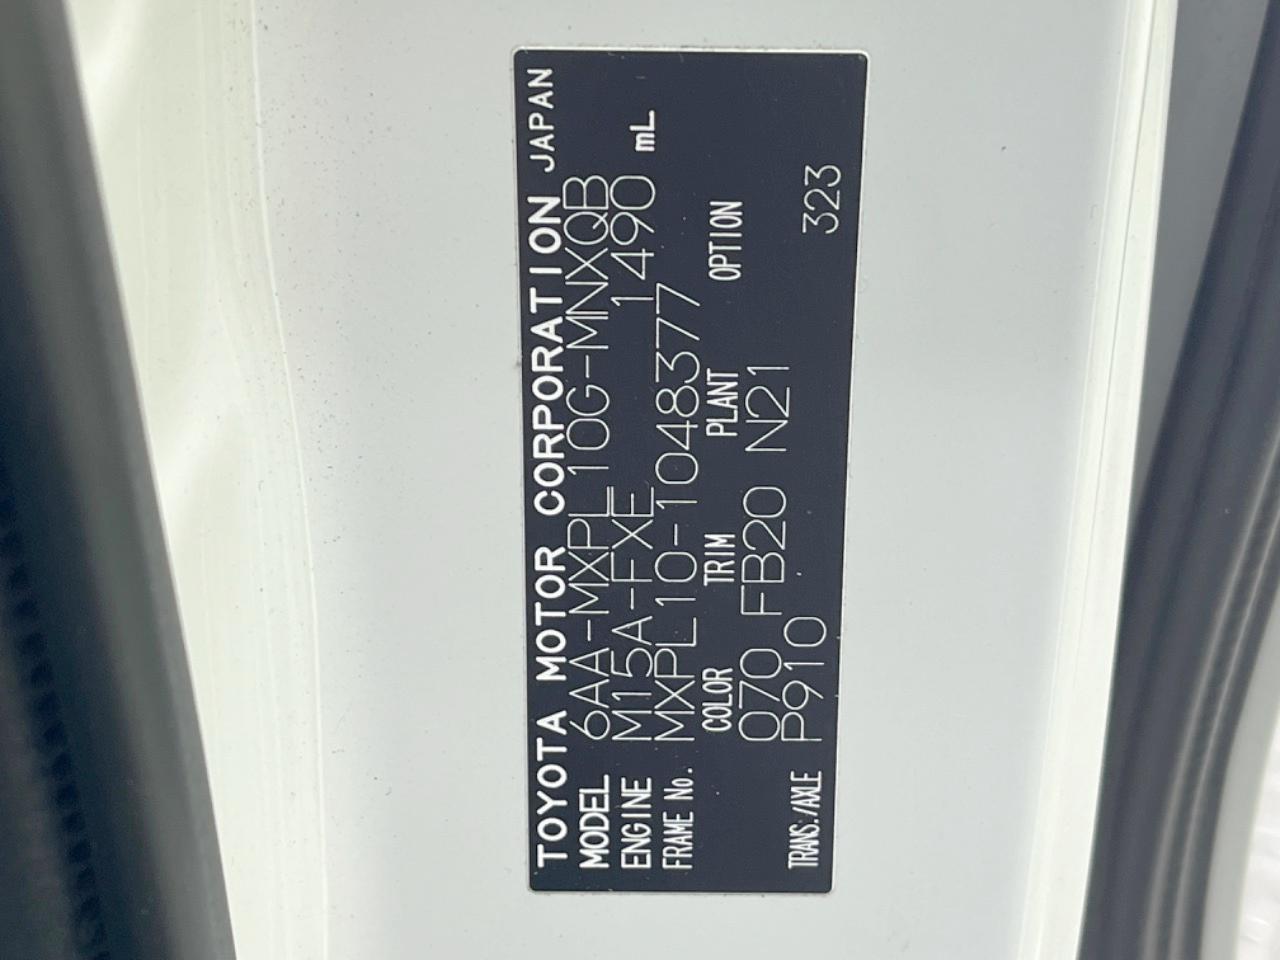 TOYOTA MOTOR CORPORATION JAPAN
MODEL 6AA-MXPL10G-MNXQB
ENGINE M15A-FXE 1490 mL
FRAME No. MXPL10-1048377
COLOR TRIM PLANT OPTION
070 FB20 N21
TRANS./AXLE P910 323